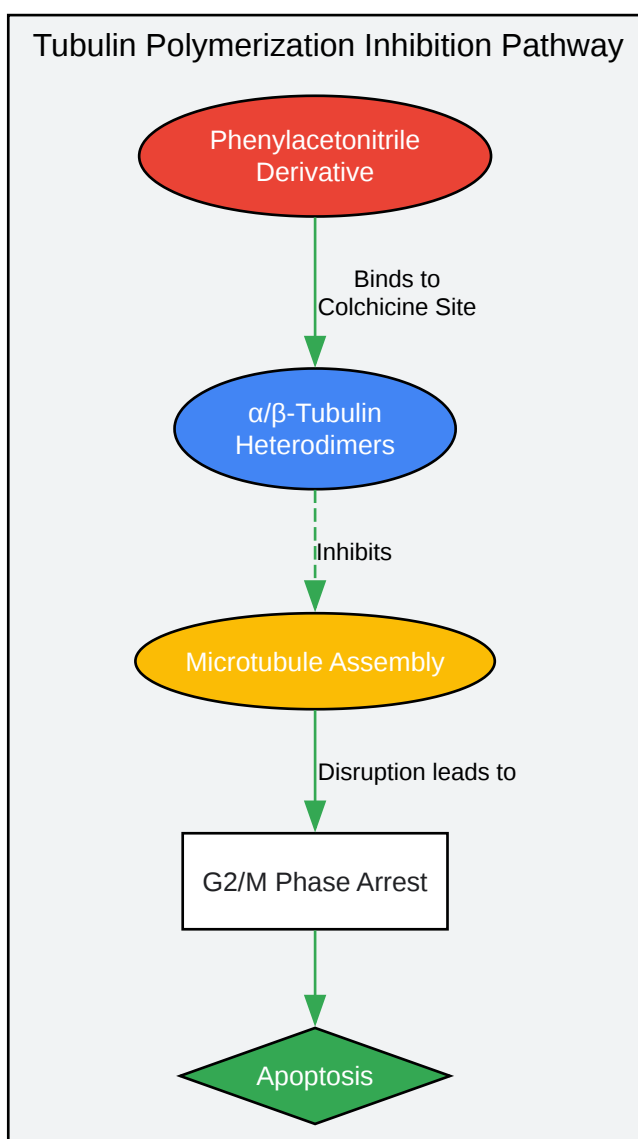 Tubulin Polymerization Inhibition Pathway
Phenylacetonitrile
Derivative
Binds to
Colchicine Site
α/β-Tubulin
Heterodimers
Inhibits
Microtubule Assembly
Disruption leads to
G2/M Phase Arrest
Apoptosis